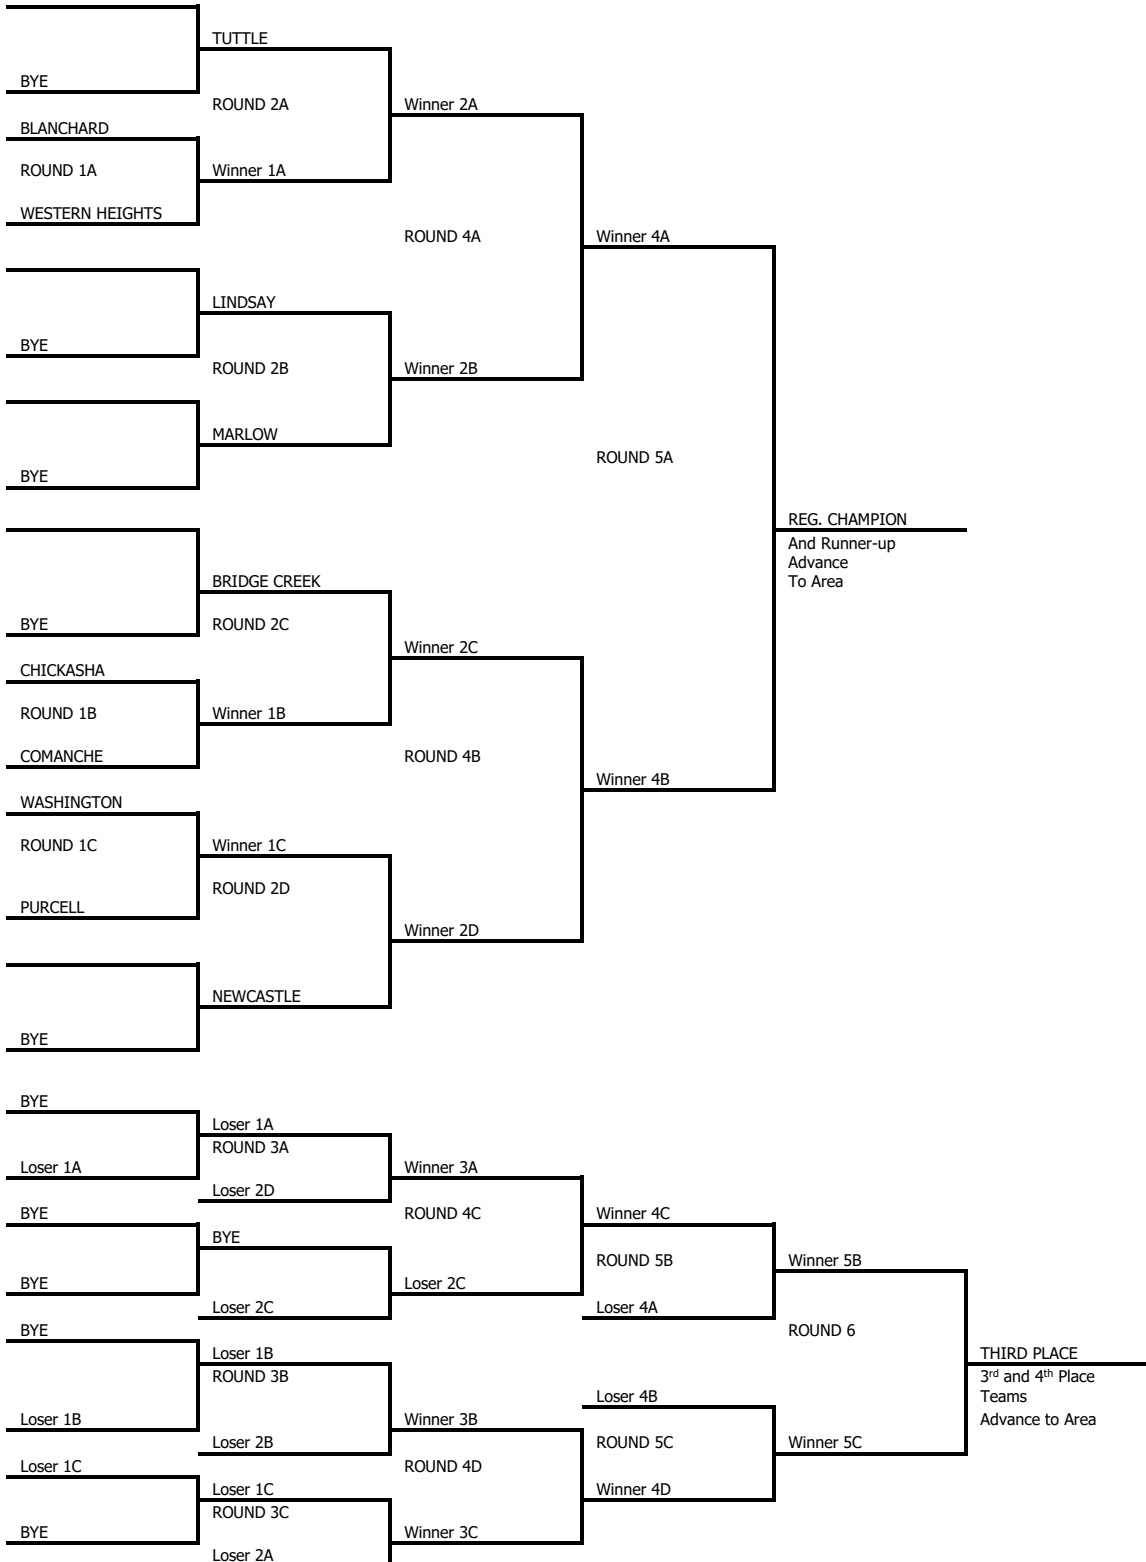 TUTTLE
BYE
ROUND 2A
Winner 2A
BLANCHARD
ROUND 1A
Winner 1A
WESTERN HEIGHTS
ROUND 4A
Winner 4A
LINDSAY
BYE
ROUND 2B
Winner 2B
MARLOW
ROUND 5A
BYE
REG. CHAMPION
And Runner-up
Advance
To Area
BRIDGE CREEK
BYE
ROUND 2C
Winner 2C
CHICKASHA
ROUND 1B
Winner 1B
COMANCHE
ROUND 4B
Winner 4B
WASHINGTON
ROUND 1C
Winner 1C
ROUND 2D
PURCELL
Winner 2D
NEWCASTLE
BYE
BYE
Loser 1A
ROUND 3A
Loser 1A
Winner 3A
Loser 2D
BYE
ROUND 4C
Winner 4C
BYE
ROUND 5B
Winner 5B
BYE
Loser 2C
Loser 2C
Loser 4A
BYE
ROUND 6
Loser 1B
THIRD PLACE
ROUND 3B
3rd and 4th Place
Teams
Loser 4B
Loser 1B
Winner 3B
Advance to Area
Loser 2B
ROUND 5C
Winner 5C
Loser 1C
ROUND 4D
Loser 1C
Winner 4D
ROUND 3C
BYE
Winner 3C
Loser 2A